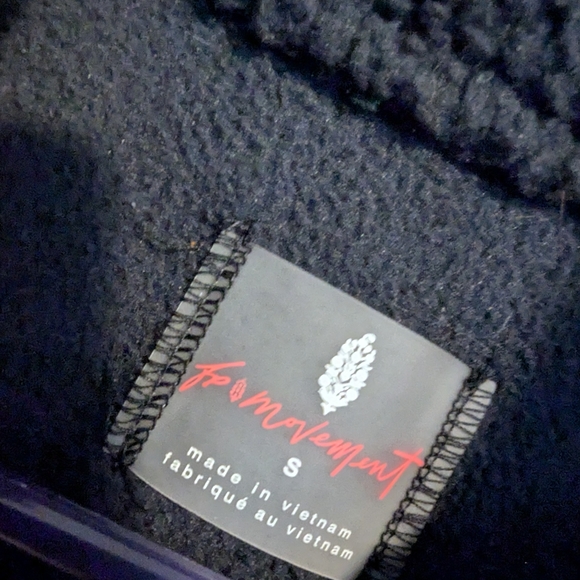 fp movement
S
made in vietnam
fabriqué au vietnam